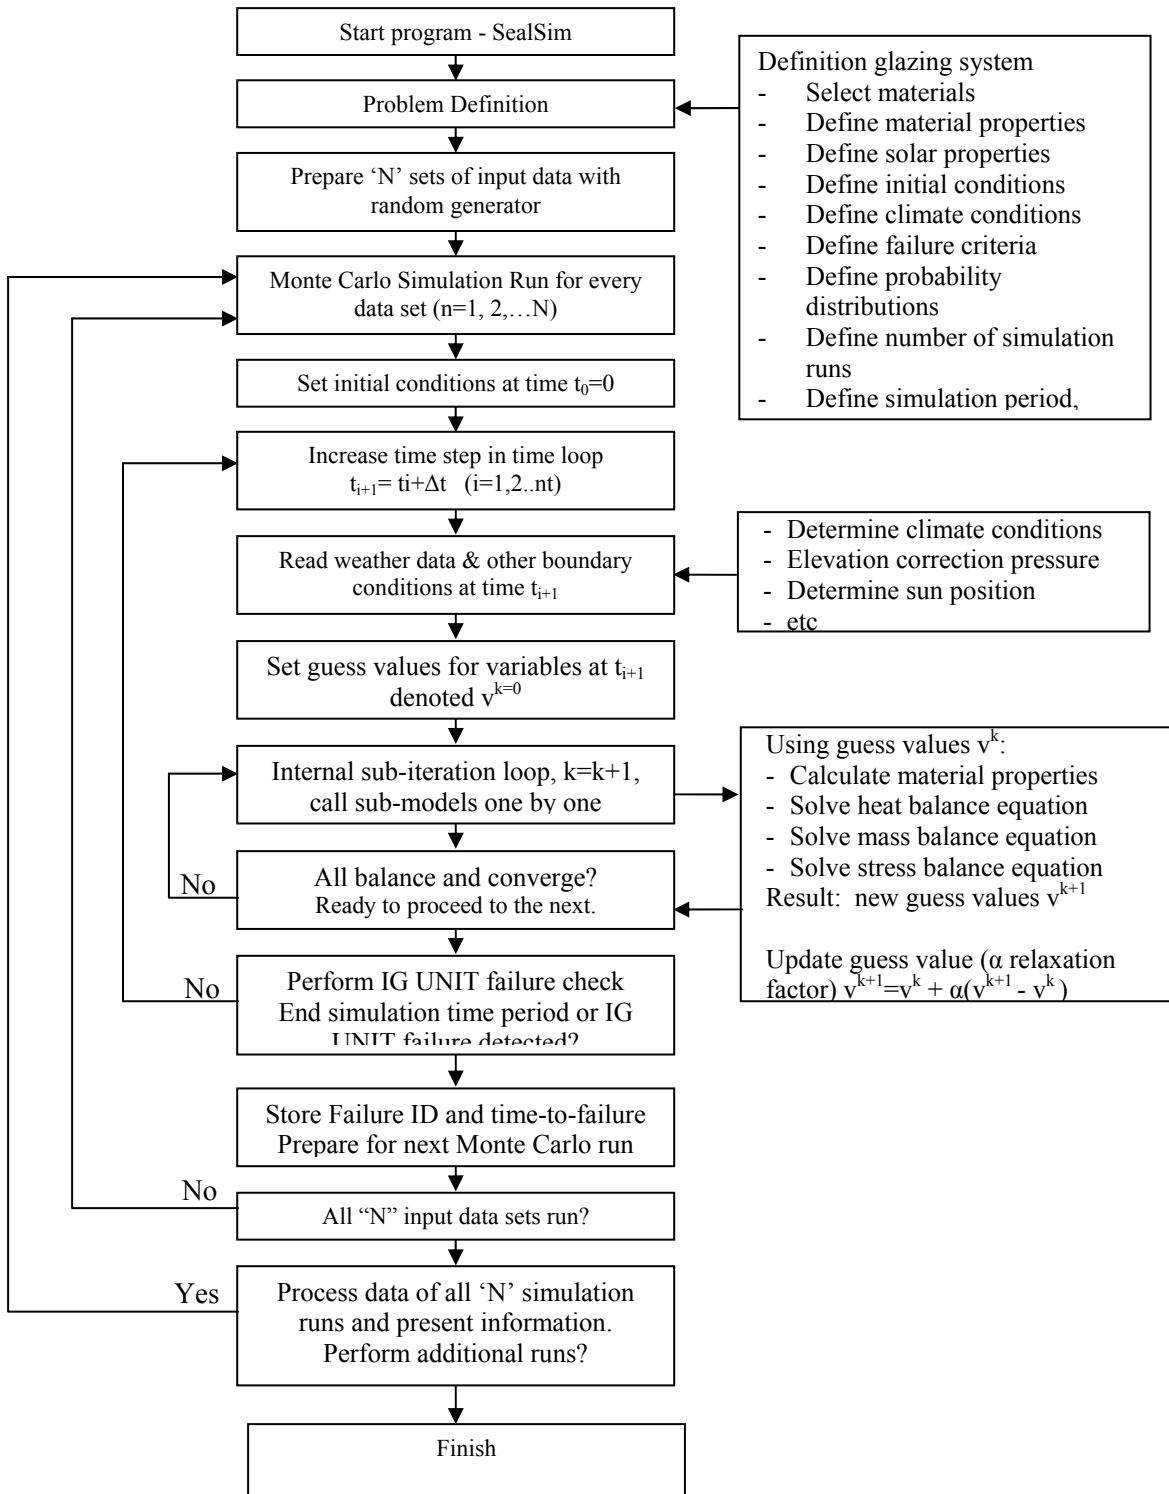 Start program - SealSim
Problem Definition
Prepare ‘N’ sets of input data with
random generator
Monte Carlo Simulation Run for every
data set (n=1, 2,…N)
Set initial conditions at time t₀=0
Increase time step in time loop
tᵢ₊₁= ti+Δt (i=1,2..nt)
Read weather data & other boundary
conditions at time tᵢ₊₁
Set guess values for variables at tᵢ₊₁
denoted vᵏ⁼⁰
Internal sub-iteration loop, k=k+1,
call sub-models one by one
No
All balance and converge?
Ready to proceed to the next.
No
Perform IG UNIT failure check
End simulation time period or IG
UNIT failure detected?
Store Failure ID and time-to-failure
Prepare for next Monte Carlo run
No
All “N” input data sets run?
Yes
Process data of all ‘N’ simulation
runs and present information.
Perform additional runs?
Finish
Definition glazing system
- Select materials
- Define material properties
- Define solar properties
- Define initial conditions
- Define climate conditions
- Define failure criteria
- Define probability
distributions
- Define number of simulation
runs
- Define simulation period,
- Determine climate conditions
- Elevation correction pressure
- Determine sun position
- etc
Using guess values vᵏ:
- Calculate material properties
- Solve heat balance equation
- Solve mass balance equation
- Solve stress balance equation
Result: new guess values vᵏ⁺¹
Update guess value (α relaxation
factor) vᵏ⁺¹=vᵏ + α(vᵏ⁺¹ - vᵏ )